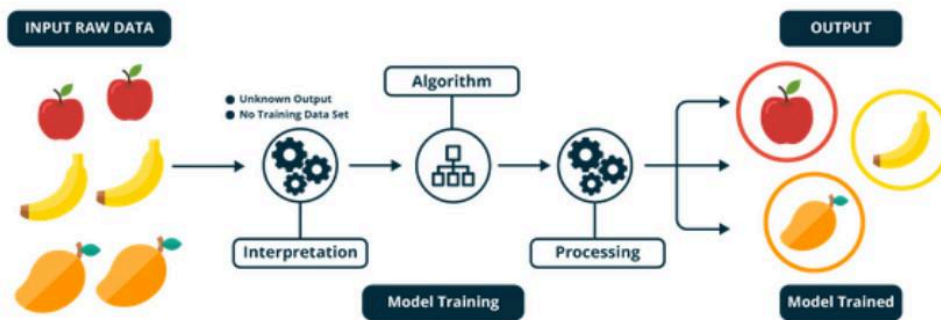 INPUT RAW DATA
OUTPUT
Algorithm
Unknown Output
No Training Data Set
Interpretation
Processing
Model Training
Model Trained